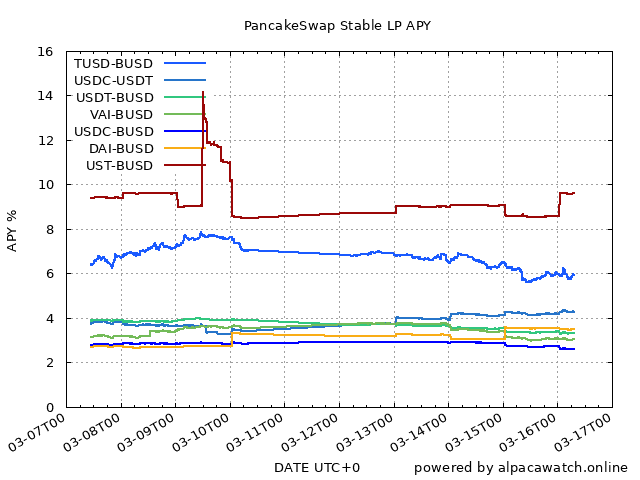 PancakeSwap Stable LP APY
16
14
12
10
8
6
4
2
0
APY %
TUSD-BUSD
USDC-USDT
USDT-BUSD
VAI-BUSD
USDC-BUSD
DAI-BUSD
UST-BUSD
03-07T00
03-08T00
03-09T00
03-10T00
03-11T00
03-12T00
03-13T00
03-14T00
03-15T00
03-16T00
03-17T00
DATE UTC+0
powered by alpacawatch.online